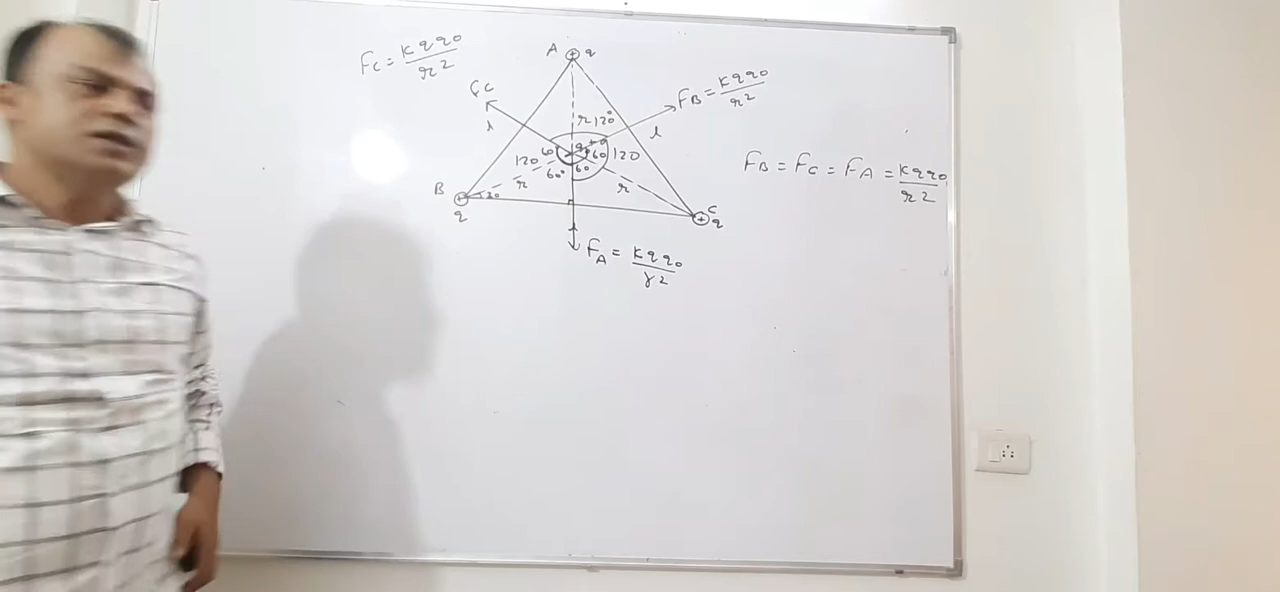 Fc = kqq₀/r²
A + q
Fc
FB = kqq₀/r²
l
l
r 120°
60
60
120
120
60°
60
r
r
FB = Fc = FA = kqq₀/r²
B +
30
q
+ C
q
FA = kqq₀/r²